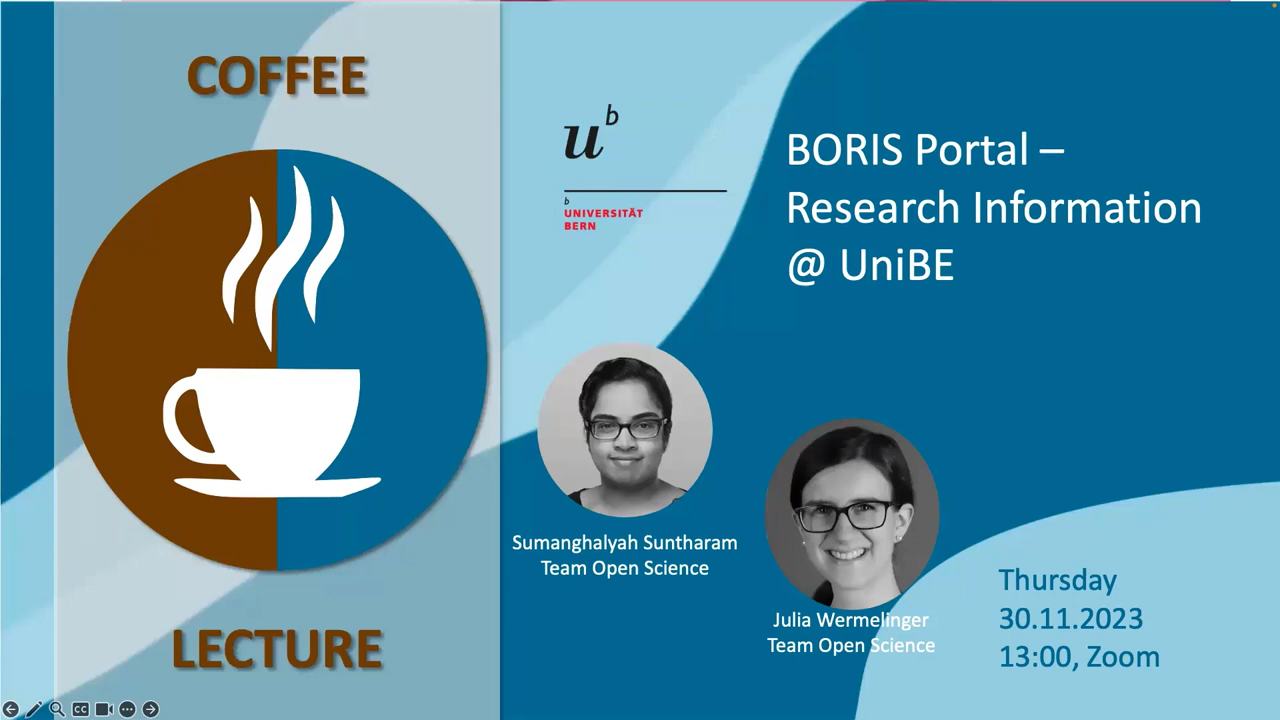 COFFEE
LECTURE
u^b
b
UNIVERSITÄT
BERN
BORIS Portal –
Research Information
@ UniBE
Sumanghalyah Suntharam
Team Open Science
Julia Wermelinger
Team Open Science
Thursday
30.11.2023
13:00, Zoom
CC